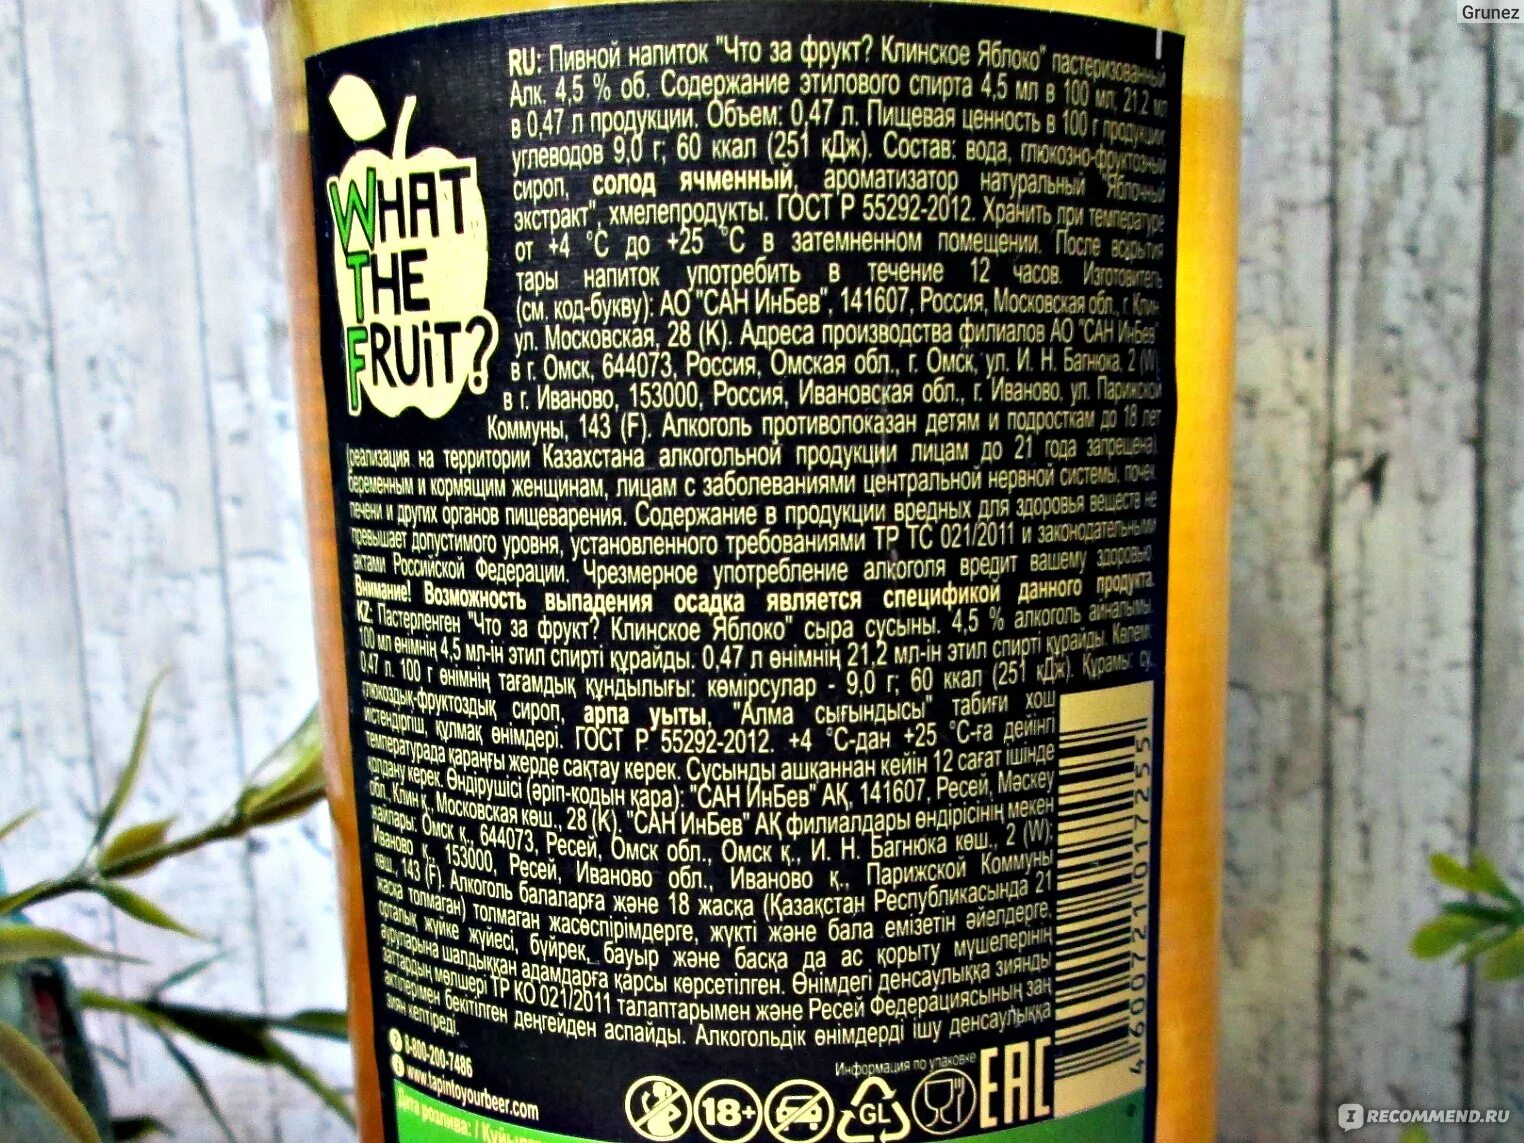 Grunez
WHAT
THE
FRUiT?
RU: Пивной напиток "Что за фрукт? Клинское Яблоко" пастеризованный
Алк. 4,5 % об. Содержание этилового спирта 4,5 мл в 100 мл, 21,2 мл
в 0,47 л продукции. Объем: 0,47 л. Пищевая ценность в 100 г продукции:
углеводов 9,0 г; 60 ккал (251 кДж). Состав: вода, глюкозно-фруктозный
сироп, солод ячменный, ароматизатор натуральный "Яблочный
экстракт", хмелепродукты. ГОСТ Р 55292-2012. Хранить при температуре
от +4 °С до +25 °С в затемненном помещении. После вскрытия
тары напиток употребить в течение 12 часов. Изготовитель
(см. код-букву): АО "САН ИнБев", 141607, Россия, Московская обл., г. Клин,
ул. Московская, 28 (K). Адреса производства филиалов АО "САН ИнБев"
в г. Омск, 644073, Россия, Омская обл., г. Омск, ул. И. Н. Багнюка, 2 (W);
в г. Иваново, 153000, Россия, Ивановская обл., г. Иваново, ул. Парижской
Коммуны, 143 (F). Алкоголь противопоказан детям и подросткам до 18 лет
(реализация на территории Казахстана алкогольной продукции лицам до 21 года запрещена),
беременным и кормящим женщинам, лицам с заболеваниями центральной нервной системы, почек,
печени и других органов пищеварения. Содержание в продукции вредных для здоровья веществ не
превышает допустимого уровня, установленного требованиями ТР ТС 021/2011 и законодательными
актами Российской Федерации. Чрезмерное употребление алкоголя вредит вашему здоровью.
Внимание! Возможность выпадения осадка является спецификой данного продукта.
KZ: Пастерленген "Что за фрукт? Клинское Яблоко" сыра сусыны. 4,5 % алкоголь айналымы.
100 мл өнімнің 4,5 мл-ін этил спирті құрайды. 0,47 л өнімнің 21,2 мл-ін этил спирті құрайды. Көлемі:
0,47 л. 100 г өнімнің тағамдық құндылығы: көмірсулар - 9,0 г; 60 ккал (251 кДж). Құрамы: су,
глюкоздық-фруктоздық сироп, арпа уыты, "Алма сығындысы" табиғи хош
истендіргіш, құлмақ өнімдері. ГОСТ Р 55292-2012. +4 °С-дан +25 °С-ға дейінгі
температурада қараңғы жерде сақтау керек. Сусынды ашқаннан кейін 12 сағат ішінде
қолдану керек. Өндірушісі (әріп-кодын қара): "САН ИнБев" АҚ, 141607, Ресей, Мәскеу
обл., Клин қ., Московская көш., 28 (K). "САН ИнБев" АҚ филиалдары өндірісінің мекен
жайлары: Омск қ., 644073, Ресей, Омск обл., Омск қ., И. Н. Багнюка көш., 2 (W);
Иваново қ., 153000, Ресей, Иваново обл., Иваново қ., Парижской Коммуны
көш., 143 (F). Алкоголь балаларға және 18 жасқа (Қазақстан Республикасында 21
жасқа толмаған) толмаған жасөспірімдерге, жүкті және бала емізетін әйелдерге,
орталық жүйке жүйесі, бүйрек, бауыр және басқа да ас қорыту мүшелерінің
ауруларына шалдыққан адамдарға қарсы көрсетілген. Өнімдегі денсаулыққа зиянды
заттардың мөлшері ТР КО 021/2011 талаптарымен және Ресей Федерациясының заң
актілермен бекітілген деңгейден аспайды. Алкогольдік өнімдерді ішу денсаулыққа
зиян келтіреді.
8-800-200-7486
www.tapintoyourbeer.com
Информация по упаковке
18+
GL
EAC
4600721017255
Дата розлива: /
RECOMMEND.RU